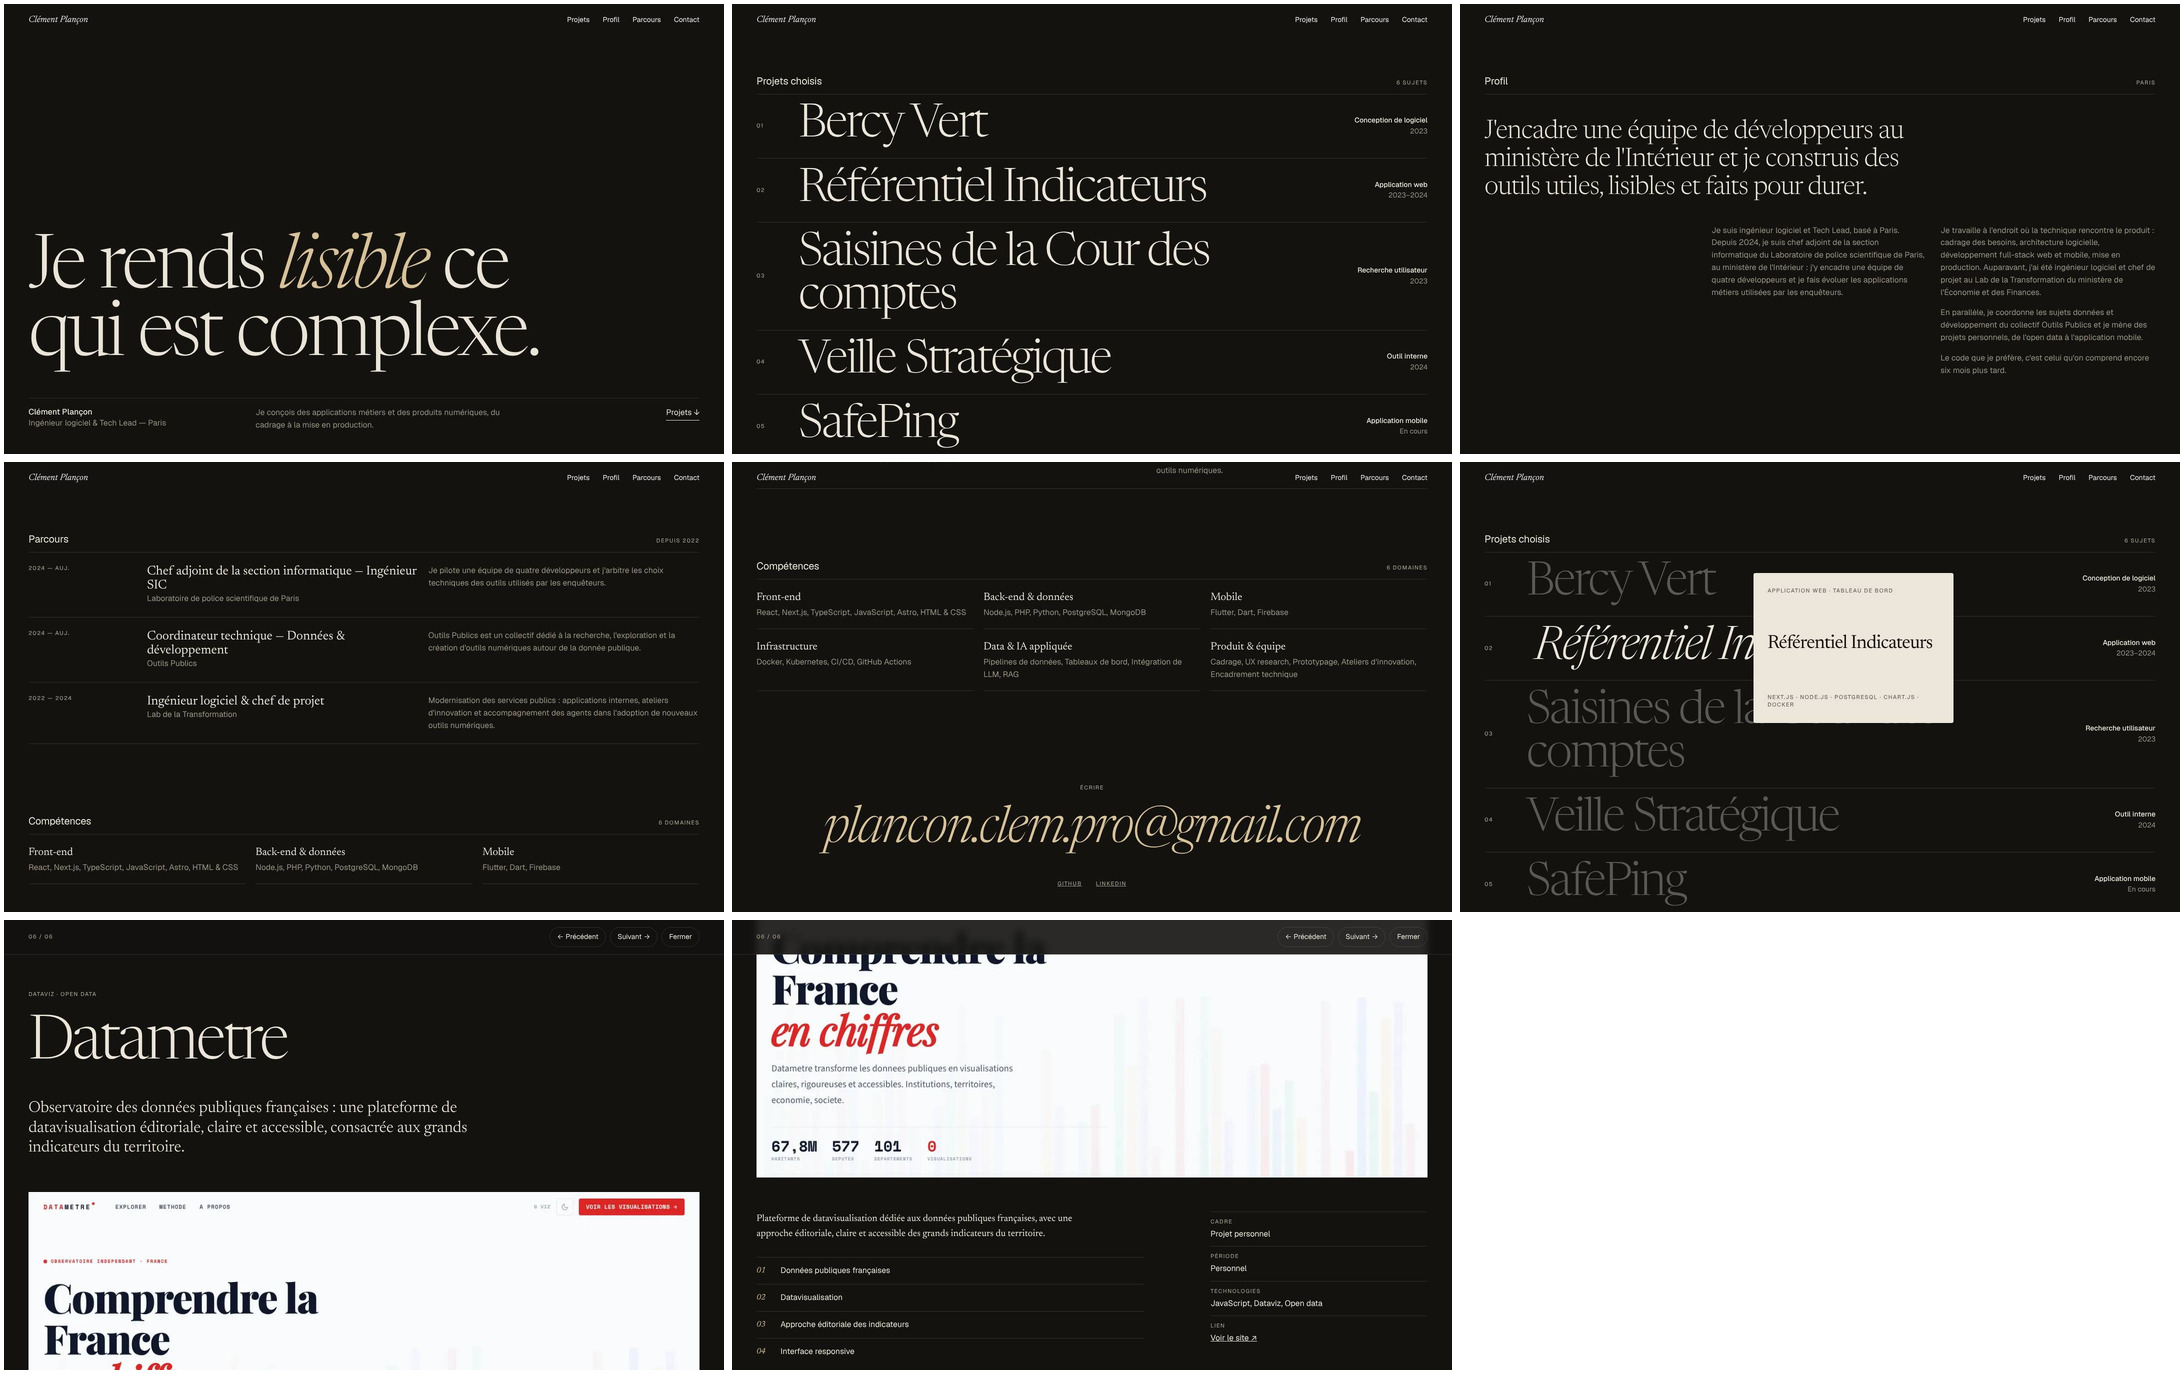 Clément Plançon
Projets Profil Parcours Contact
Je rends lisible ce
qui est complexe.
Clément Plançon
Ingénieur logiciel & Tech Lead — Paris
Je conçois des applications métiers et des produits numériques, du
cadrage à la mise en production.
Projets ↓
Clément Plançon
Projets Profil Parcours Contact
Projets choisis
6 SUJETS
01 Bercy Vert
Conception de logiciel
2023
02 Référentiel Indicateurs
Application web
2023–2024
03 Saisines de la Cour des
comptes
Recherche utilisateur
2023
04 Veille Stratégique
Outil interne
2024
05 SafePing
Application mobile
En cours
Clément Plançon
Projets Profil Parcours Contact
Profil
PARIS
J'encadre une équipe de développeurs au
ministère de l'Intérieur et je construis des
outils utiles, lisibles et faits pour durer.
Je suis ingénieur logiciel et Tech Lead, basé à Paris.
Depuis 2024, je suis chef adjoint de la section
informatique du Laboratoire de police scientifique de Paris,
au ministère de l'Intérieur : j'y encadre une équipe de
quatre développeurs et je fais évoluer les applications
métiers utilisées par les enquêteurs.
Je travaille à l'endroit où la technique rencontre le produit :
cadrage des besoins, architecture logicielle,
développement full-stack web et mobile, mise en
production. Auparavant, j'ai été ingénieur logiciel et chef de
projet au Lab de la Transformation du ministère de
l'Économie et des Finances.
En parallèle, je coordonne les sujets données et
développement du collectif Outils Publics et je mène des
projets personnels, de l'open data à l'application mobile.
Le code que je préfère, c'est celui qu'on comprend encore
six mois plus tard.
Clément Plançon
Projets Profil Parcours Contact
Parcours
DEPUIS 2022
2024 — AUJ.
Chef adjoint de la section informatique — Ingénieur
SIC
Laboratoire de police scientifique de Paris
Je pilote une équipe de quatre développeurs et j'arbitre les choix
techniques des outils utilisés par les enquêteurs.
2024 — AUJ.
Coordinateur technique — Données &
développement
Outils Publics
Outils Publics est un collectif dédié à la recherche, l'exploration et la
création d'outils numériques autour de la donnée publique.
2022 — 2024
Ingénieur logiciel & chef de projet
Lab de la Transformation
Modernisation des services publics : applications internes, ateliers
d'innovation et accompagnement des agents dans l'adoption de nouveaux
outils numériques.
Compétences
6 DOMAINES
Front-end
React, Next.js, TypeScript, JavaScript, Astro, HTML & CSS
Back-end & données
Node.js, PHP, Python, PostgreSQL, MongoDB
Mobile
Flutter, Dart, Firebase
outils numériques.
Projets Profil Parcours Contact
Compétences
6 DOMAINES
Front-end
React, Next.js, TypeScript, JavaScript, Astro, HTML & CSS
Back-end & données
Node.js, PHP, Python, PostgreSQL, MongoDB
Mobile
Flutter, Dart, Firebase
Infrastructure
Docker, Kubernetes, CI/CD, GitHub Actions
Data & IA appliquée
Pipelines de données, Tableaux de bord, Intégration de
LLM, RAG
Produit & équipe
Cadrage, UX research, Prototypage, Ateliers d'innovation,
Encadrement technique
ÉCRIRE
plancon.clem.pro@gmail.com
GITHUB LINKEDIN
Clément Plançon
Projets Profil Parcours Contact
Projets choisis
6 SUJETS
01 Bercy Vert
Conception de logiciel
2023
02 Référentiel In
Application web
2023–2024
APPLICATION WEB · TABLEAU DE BORD
Référentiel Indicateurs
NEXT.JS · NODE.JS · POSTGRESQL · CHART.JS ·
DOCKER
03 Saisines de la
comptes
Recherche utilisateur
2023
04 Veille Stratégique
Outil interne
2024
05 SafePing
Application mobile
En cours
06 / 06
← Précédent Suivant → Fermer
DATAVIZ · OPEN DATA
Datametre
Observatoire des données publiques françaises : une plateforme de
datavisualisation éditoriale, claire et accessible, consacrée aux grands
indicateurs du territoire.
DATAMETRE
EXPLORER METHODE A PROPOS
VOIR LES VISUALISATIONS →
OBSERVATOIRE INDEPENDANT · FRANCE
Comprendre la
France
06 / 06
← Précédent Suivant → Fermer
Comprendre la
France
en chiffres
Datametre transforme les donnees publiques en visualisations
claires, rigoureuses et accessibles. Institutions, territoires,
economie, societe.
67,8M 577 101 0
HABITANTS DEPUTES DEPARTEMENTS VISUALISATIONS
Plateforme de datavisualisation dédiée aux données publiques françaises, avec une
approche éditoriale, claire et accessible des grands indicateurs du territoire.
01 Données publiques françaises
02 Datavisualisation
03 Approche éditoriale des indicateurs
04 Interface responsive
CADRE
Projet personnel
PÉRIODE
Personnel
TECHNOLOGIES
JavaScript, Dataviz, Open data
LIEN
Voir le site ↗